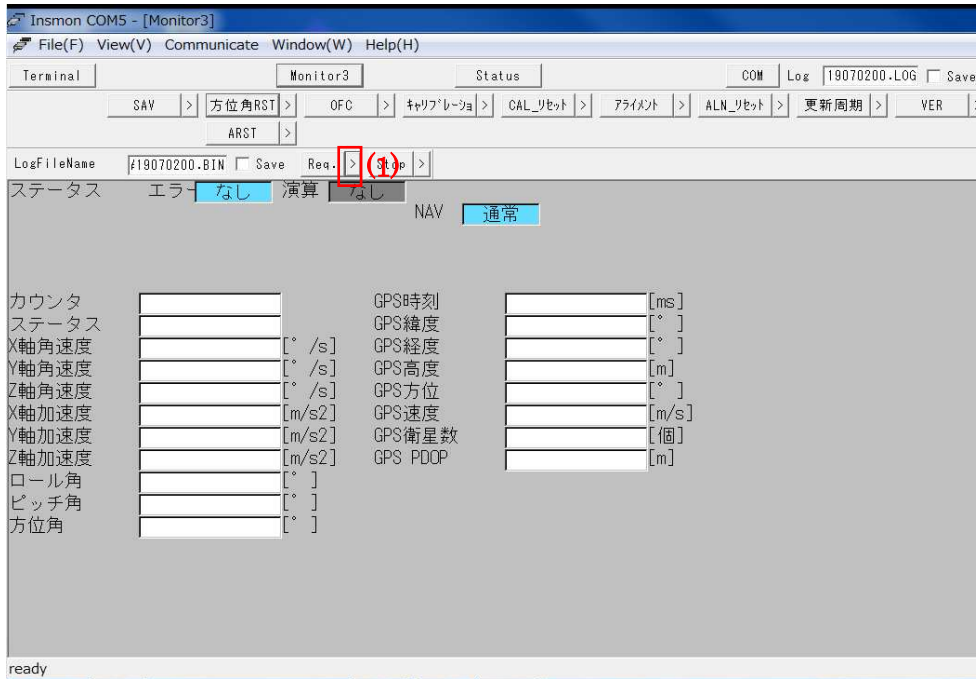 Insmon COM5 - [Monitor3]
File(F) View(V) Communicate Window(W) Help(H)
Terminal Monitor3 Status COM Log 19070200.LOG Save
SAV > 方位角RST > OFC > ｷｬﾘﾌﾞﾚｰｼｮ > CAL_ﾘｾｯﾄ > ｱﾗｲﾒﾝﾄ > ALN_ﾘｾｯﾄ > 更新周期 > VER
ARST >
LogFileName 19070200.BIN Save Req. > (1) Stop >
ステータス エラー なし 演算 なし
NAV 通常
カウンタ GPS時刻 [ms]
ステータス GPS緯度 [° ]
X軸角速度 [° /s] GPS経度 [° ]
Y軸角速度 [° /s] GPS高度 [m]
Z軸角速度 [° /s] GPS方位 [° ]
X軸加速度 [m/s2] GPS速度 [m/s]
Y軸加速度 [m/s2] GPS衛星数 [個]
Z軸加速度 [m/s2] GPS PDOP [m]
ロール角 [° ]
ピッチ角 [° ]
方位角 [° ]
ready